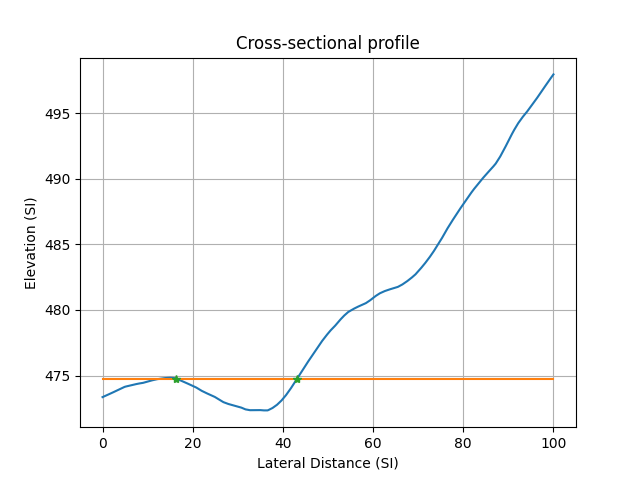 Cross-sectional profile
495
490
485
480
475
Elevation (SI)
0 20 40 60 80 100
Lateral Distance (SI)